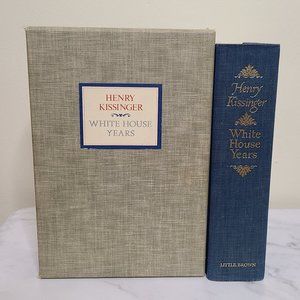 HENRY
KISSINGER
WHITE HOUSE
YEARS
Henry
Kissinger
White
House
Years
LITTLE BROWN